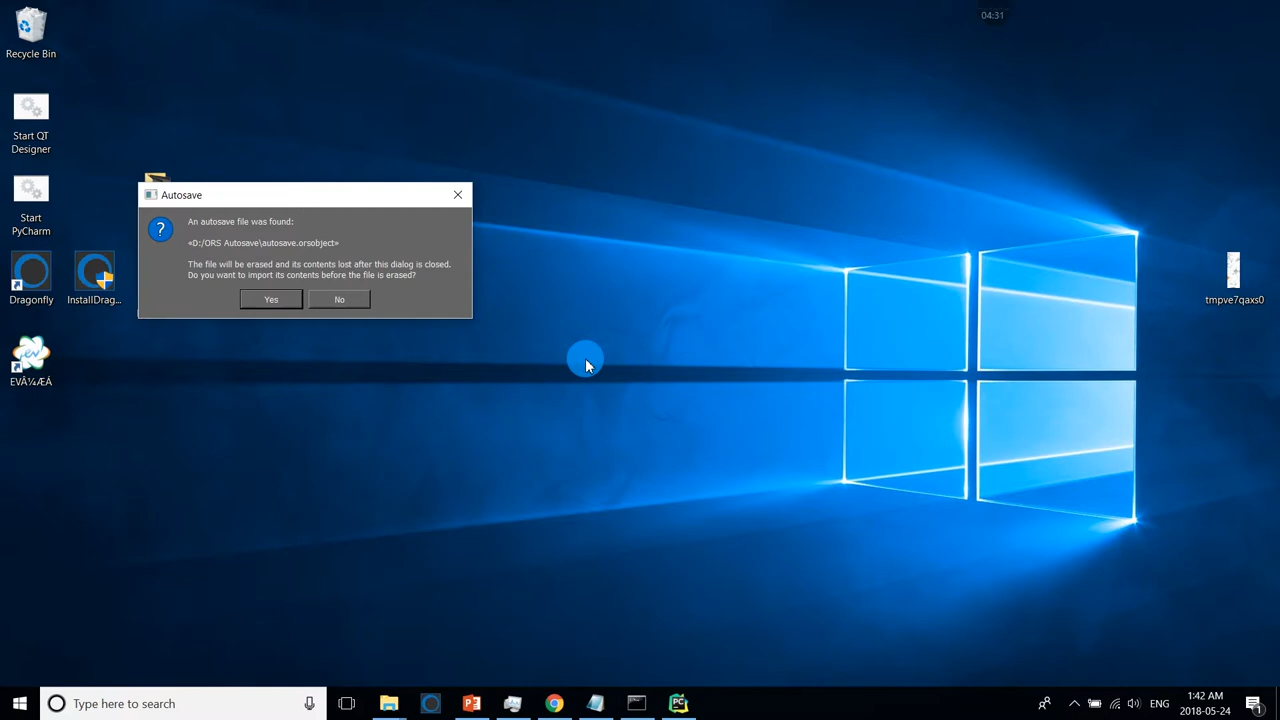 04:31
Recycle Bin
Start QT
Designer
Start
PyCharm
Dragonfly
InstallDrag...
EVÂ¼ÆÁ
Autosave
An autosave file was found:
«D:/ORS Autosave\autosave.orsobject»
The file will be erased and its contents lost after this dialog is closed.
Do you want to import its contents before the file is erased?
Yes
No
tmpve7qaxs0
Type here to search
ENG
1:42 AM
2018-05-24